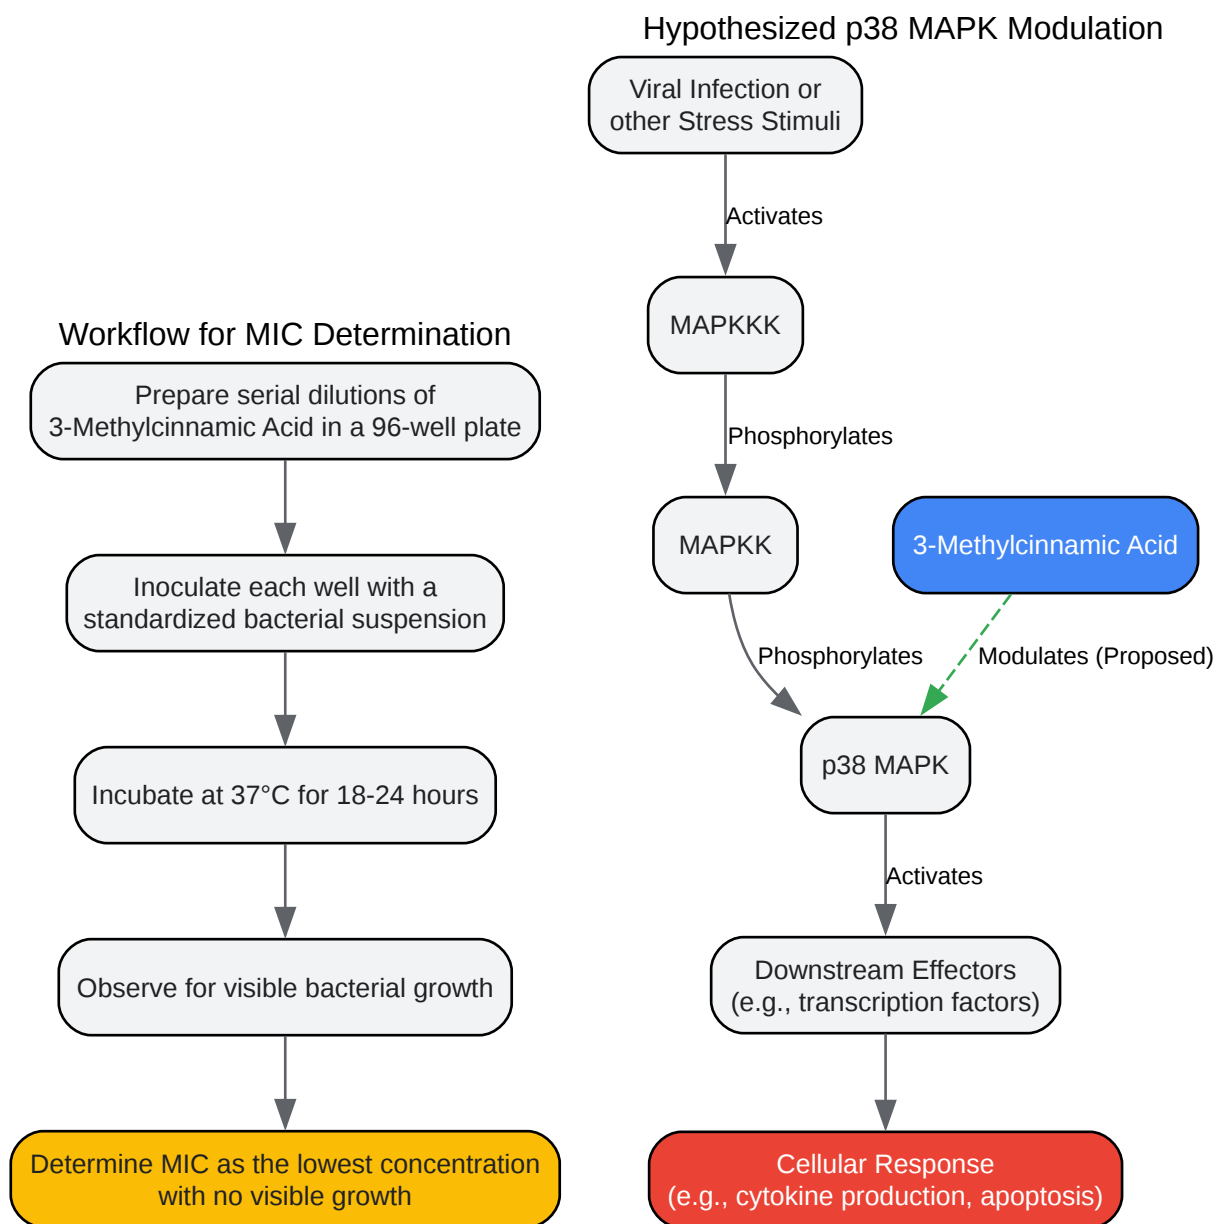 Workflow for MIC Determination
Prepare serial dilutions of
3-Methylcinnamic Acid in a 96-well plate
Inoculate each well with a
standardized bacterial suspension
Incubate at 37°C for 18-24 hours
Observe for visible bacterial growth
Determine MIC as the lowest concentration
with no visible growth
Hypothesized p38 MAPK Modulation
Viral Infection or
other Stress Stimuli
Activates
MAPKKK
Phosphorylates
MAPKK
3-Methylcinnamic Acid
Phosphorylates
Modulates (Proposed)
p38 MAPK
Activates
Downstream Effectors
(e.g., transcription factors)
Cellular Response
(e.g., cytokine production, apoptosis)